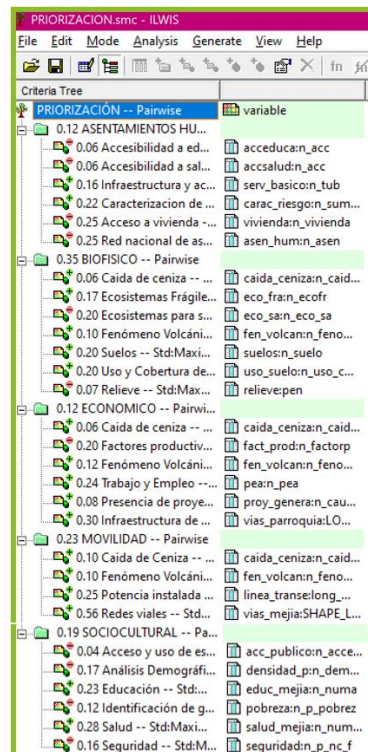 PRIORIZACION.smc - ILWIS
File Edit Mode Analysis Generate View Help
fn
Criteria Tree
PRIORIZACIÓN -- Pairwise variable
0.12 ASENTAMIENTOS HU...
0.06 Accesibilidad a ed... acceduca:n_acc
0.06 Accesibilidad a sal... accsalud:n_acc
0.16 Infraestructura y ac... serv_basico:n_tub
0.22 Caracterizacion de ... carac_riesgo:n_sum...
0.25 Acceso a vivienda -... vivienda:n_vivienda
0.25 Red nacional de as... asen_hum:n_asen
0.35 BIOFISICO -- Pairwise
0.06 Caida de ceniza -- ... caida_ceniza:n_caid...
0.17 Ecosistemas Frágile... eco_fra:n_ecofr
0.20 Ecosistemas para s... eco_sa:n_eco_sa
0.10 Fenómeno Volcáni... fen_volcan:n_feno...
0.20 Suelos -- Std:Maxi... suelos:n_suelo
0.20 Uso y Cobertura de... uso_suelo:n_uso_c...
0.07 Relieve -- Std:Max... relieve:pen
0.12 ECONOMICO -- Pairwi...
0.06 Caida de ceniza -- ... caida_ceniza:n_caid...
0.20 Factores productiv... fact_prod:n_factorp
0.12 Fenómeno Volcáni... fen_volcan:n_feno...
0.24 Trabajo y Empleo --... pea:n_pea
0.08 Presencia de proye... proy_genera:n_cau...
0.30 Infraestructura de ... vias_parroquia:LO...
0.23 MOVILIDAD -- Pairwise
0.10 Caida de Ceniza -- ... caida_ceniza:n_caid...
0.10 Fenómeno Volcáni... fen_volcan:n_feno...
0.25 Potencia instalada ... linea_transe:long_...
0.56 Redes viales -- Std... vias_mejia:SHAPE_L...
0.19 SOCIOCULTURAL -- Pa...
0.04 Acceso y uso de es... acc_publico:n_acce...
0.17 Análisis Demográfi... densidad_p:n_dem...
0.23 Educación -- Std:... educ_mejia:n_numa
0.12 Identificación de g... pobreza:n_p_pobrez
0.28 Salud -- Std:Maxi... salud_mejia:n_num...
0.16 Seguridad -- Std:M... seguridad:n_p_nc_f